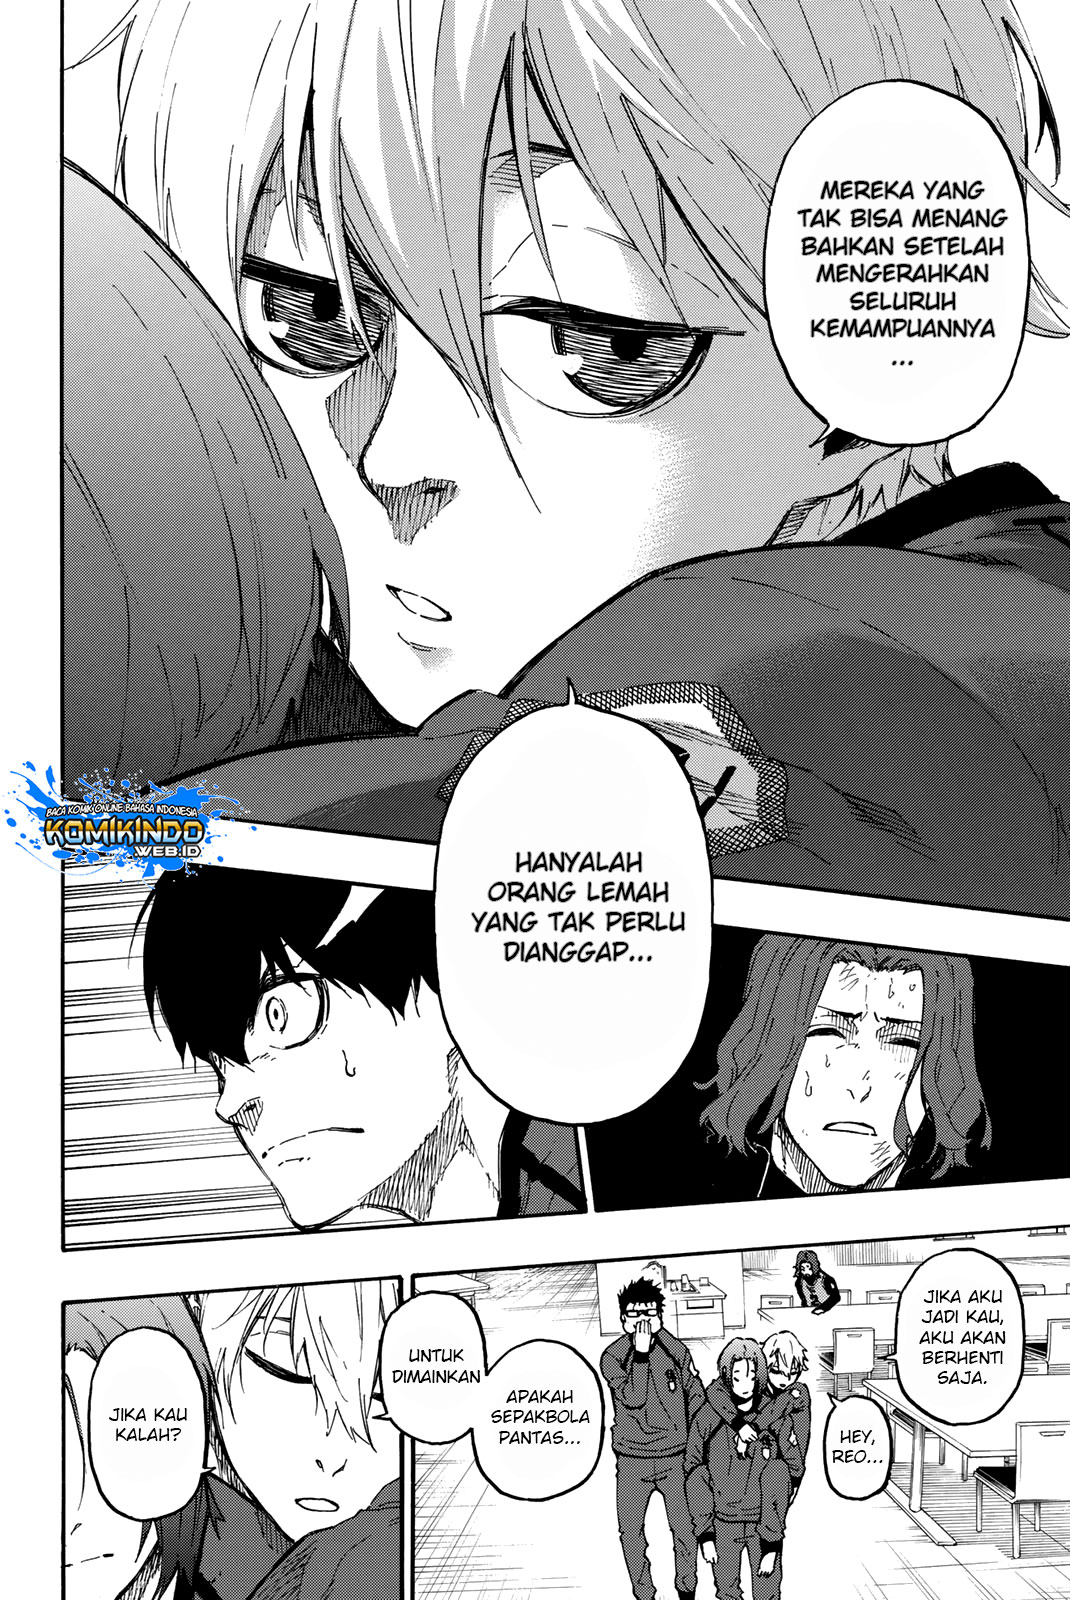 MEREKA YANG
TAK BISA MENANG
BAHKAN SETELAH
MENGERAHKAN
SELURUH
KEMAMPUANNYA
...
HANYALAH
ORANG LEMAH
YANG TAK PERLU
DIANGGAP...
BACA KOMIK ONLINE BAHASA INDONESIA
KOMIKINDO
WEB.ID
JIKA AKU
JADI KAU,
AKU AKAN
BERHENTI
SAJA.
HEY,
REO...
APAKAH
SEPAKBOLA
PANTAS...
UNTUK
DIMAINKAN
JIKA KAU
KALAH?